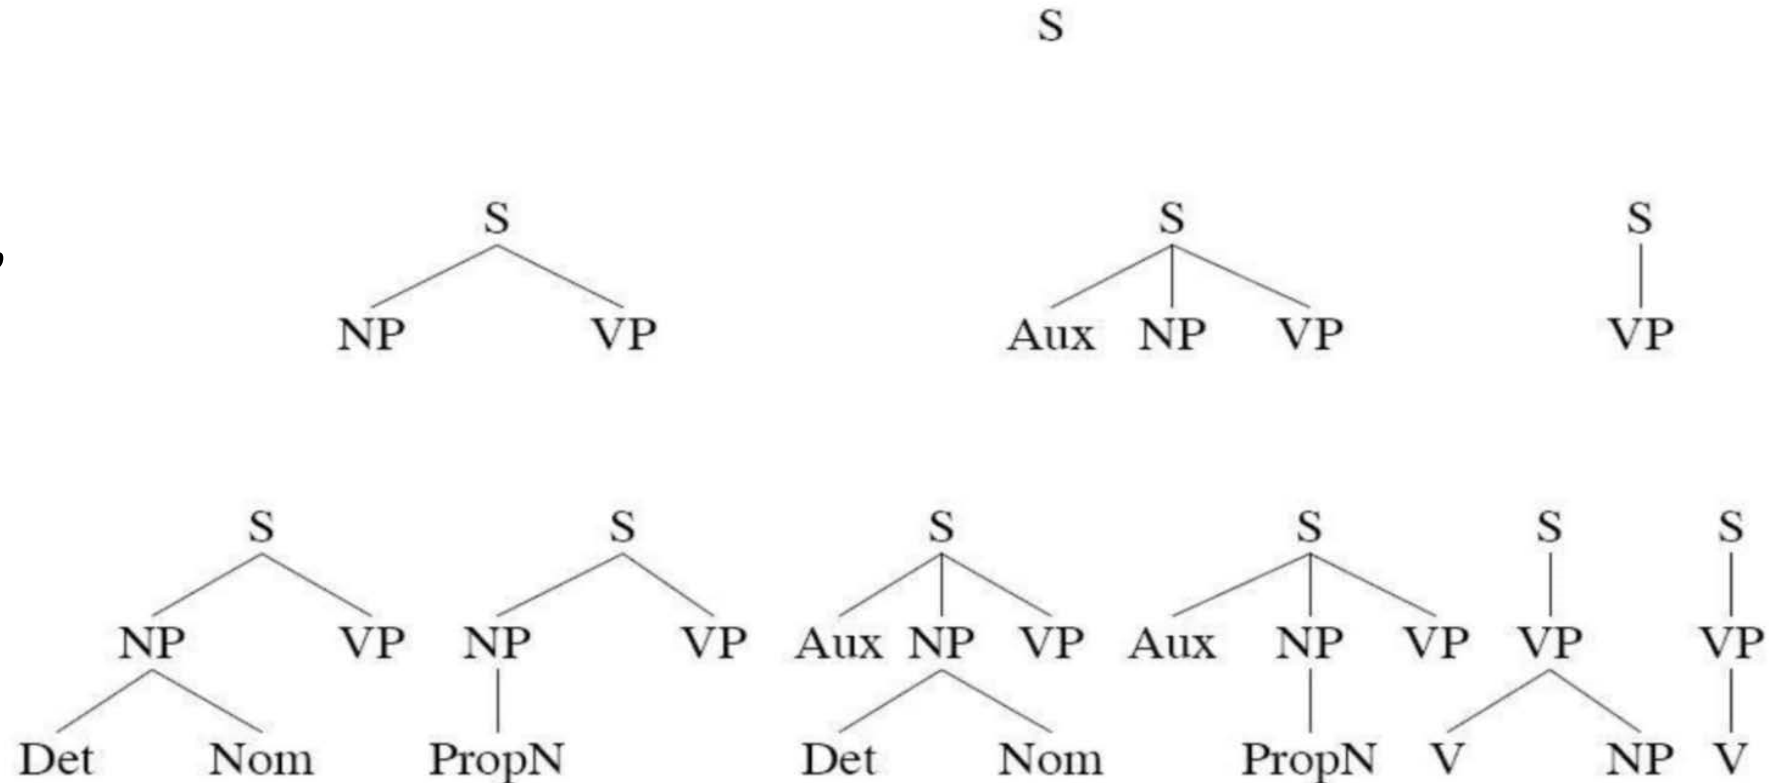 S
S S S
NP VP Aux NP VP VP
S S S S S S
NP VP NP VP Aux NP VP Aux NP VP VP VP
Det Nom PropN Det Nom PropN V NP V